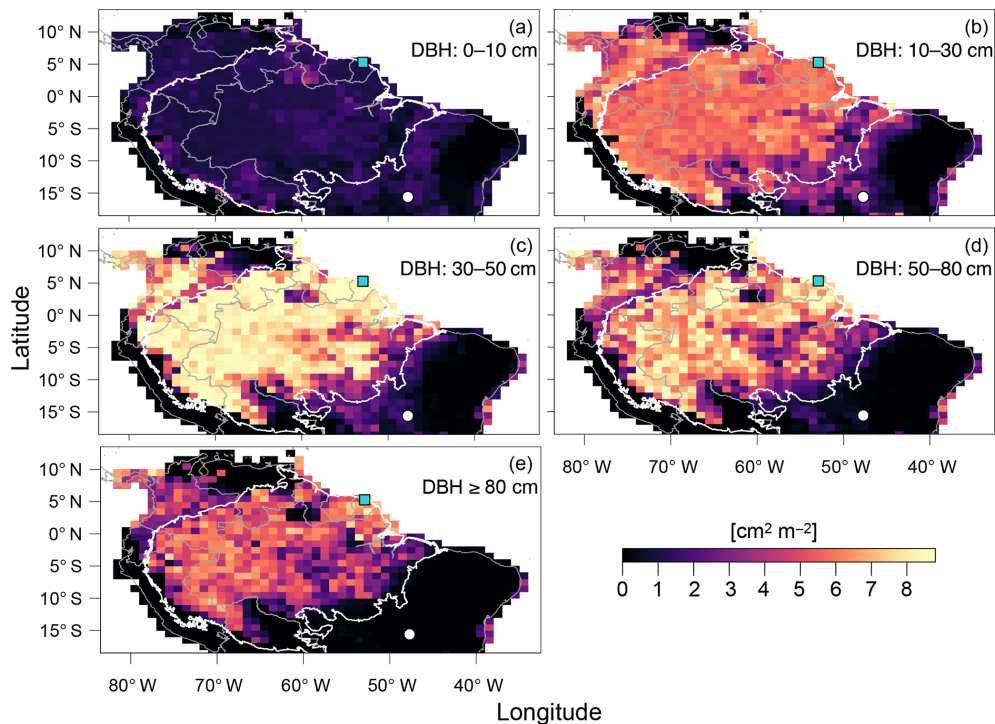 (a)
DBH: 0–10 cm
10° N
5° N
0° N
5° S
10° S
15° S
(b)
DBH: 10–30 cm
(c)
DBH: 30–50 cm
10° N
5° N
0° N
5° S
10° S
15° S
(d)
DBH: 50–80 cm
80° W 70° W 60° W 50° W 40° W
(e)
DBH ≥ 80 cm
10° N
5° N
0° N
5° S
10° S
15° S
80° W 70° W 60° W 50° W 40° W
Latitude
Longitude
[cm² m⁻²]
0 1 2 3 4 5 6 7 8